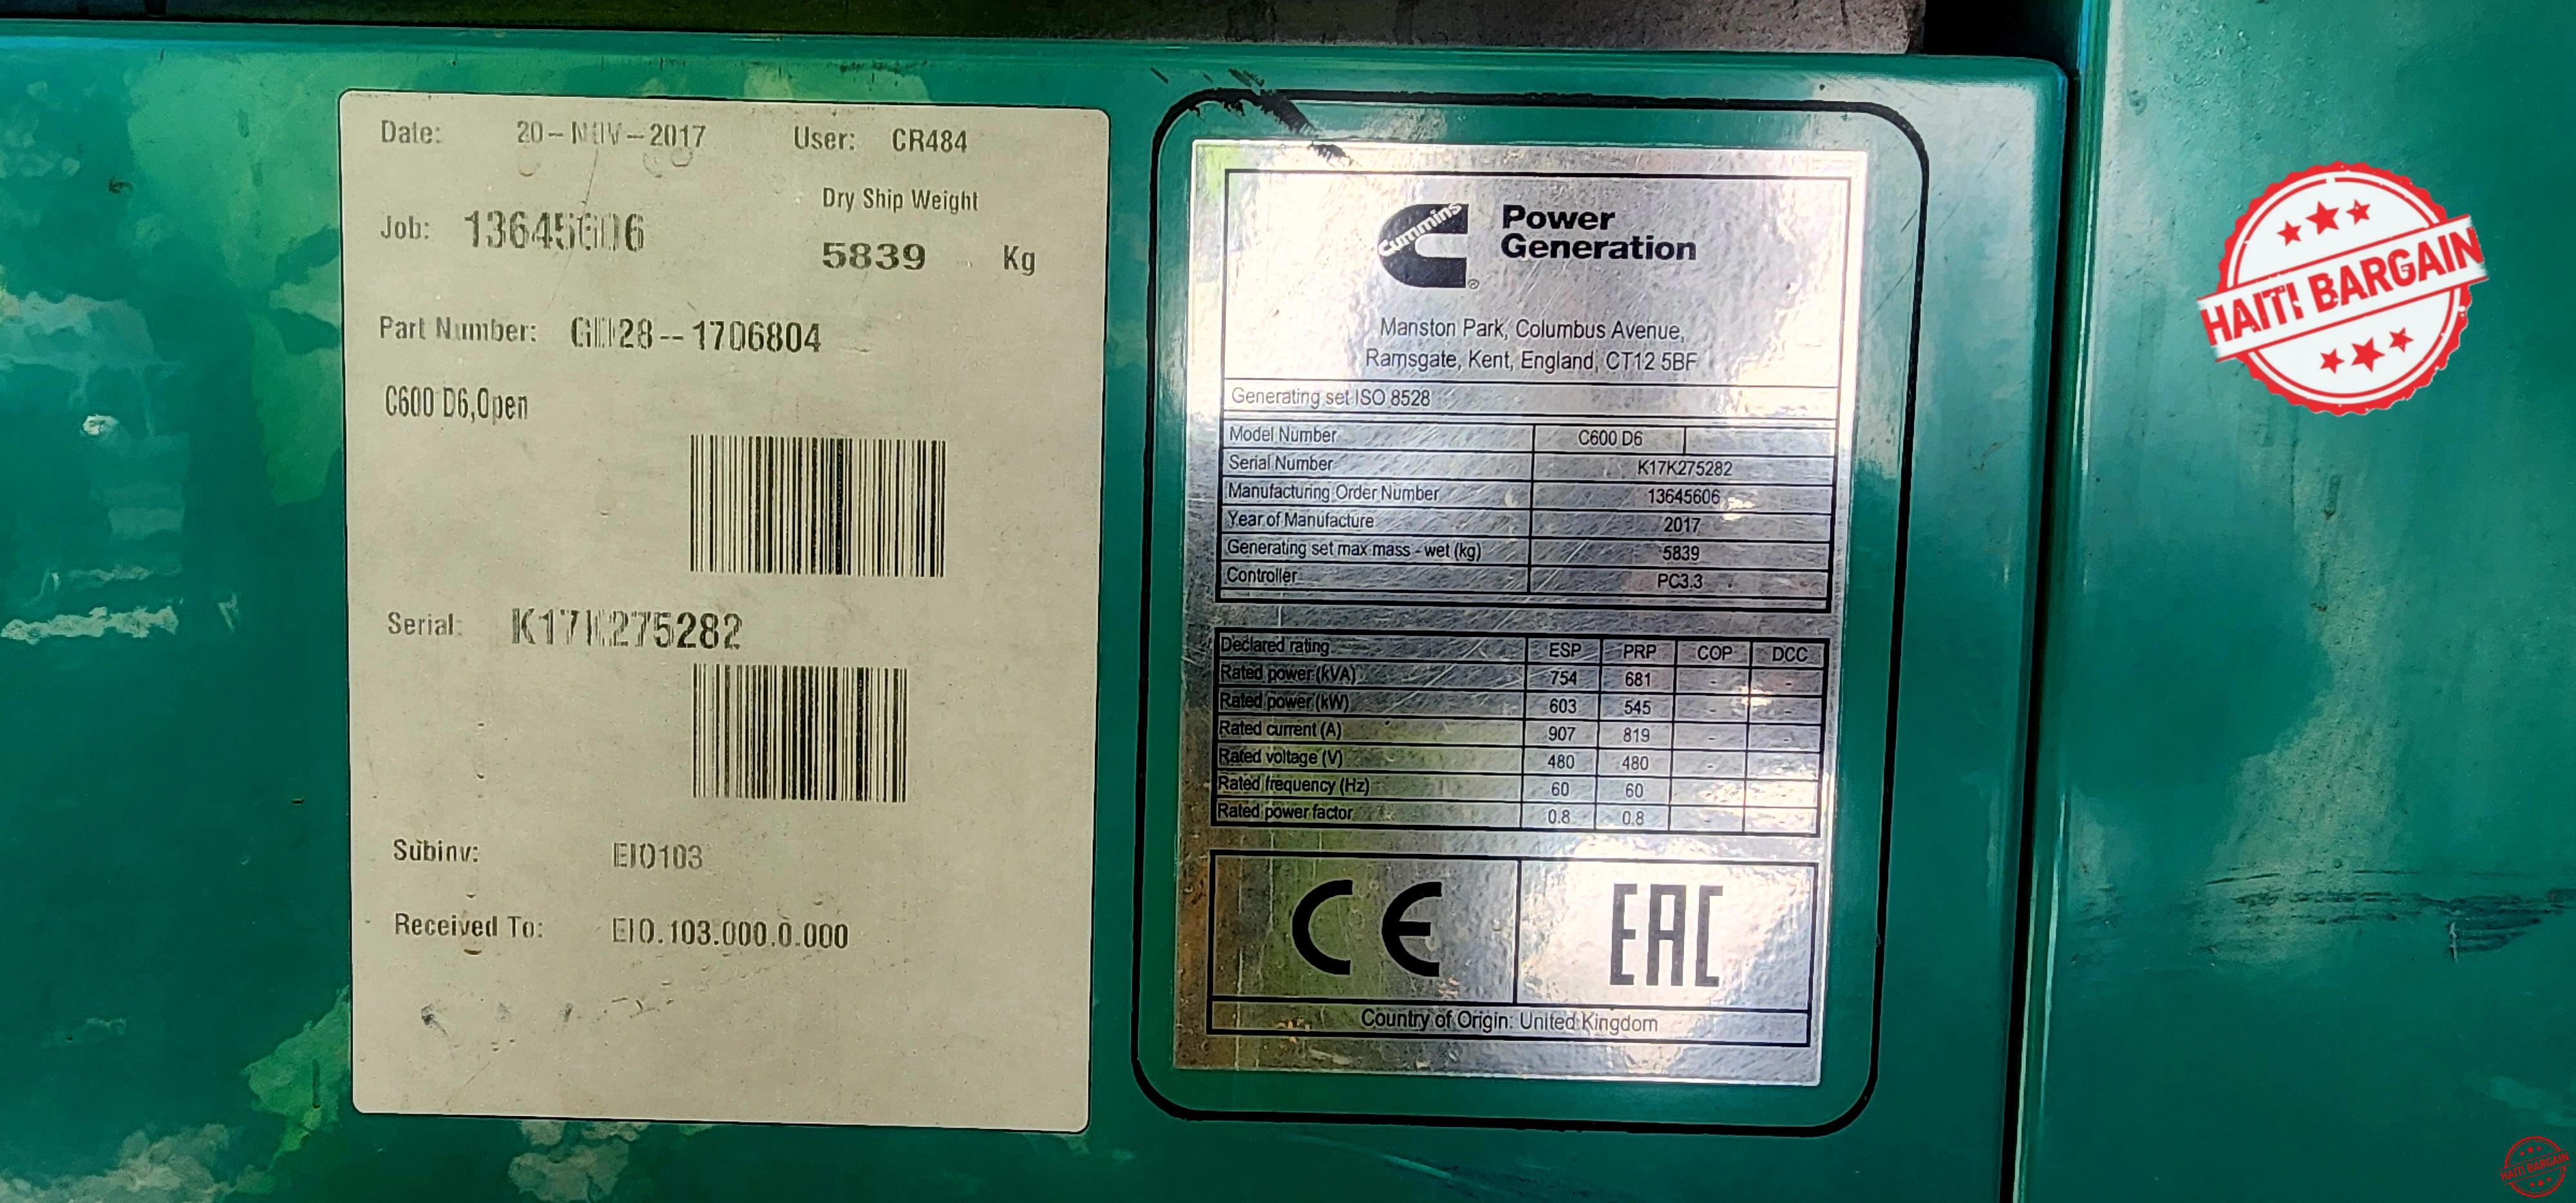 Date: 20-NOV-2017 User: CR484
Dry Ship Weight
Job: 13645606
5839 Kg
Part Number: GD28--1706804
C600 D6,Open
Serial: K17K275282
Subinv: EIO103
Received To: EIO.103.000.0.000
Cummins
Power
Generation
®
Manston Park, Columbus Avenue,
Ramsgate, Kent, England, CT12 5BF
Generating set ISO 8528
Model Number C600 D6
Serial Number K17K275282
Manufacturing Order Number 13645606
Year of Manufacture 2017
Generating set max mass - wet (kg) 5839
Controller PC3.3
Declared rating ESP PRP COP DCC
Rated power (kVA) 754 681 - -
Rated power (kW) 603 545 - -
Rated current (A) 907 819 - -
Rated voltage (V) 480 480 - -
Rated frequency (Hz) 60 60
Rated power factor 0.8 0.8 -
CE EAC
Country of Origin: United Kingdom
HAITI BARGAIN
HAITI BARGAIN